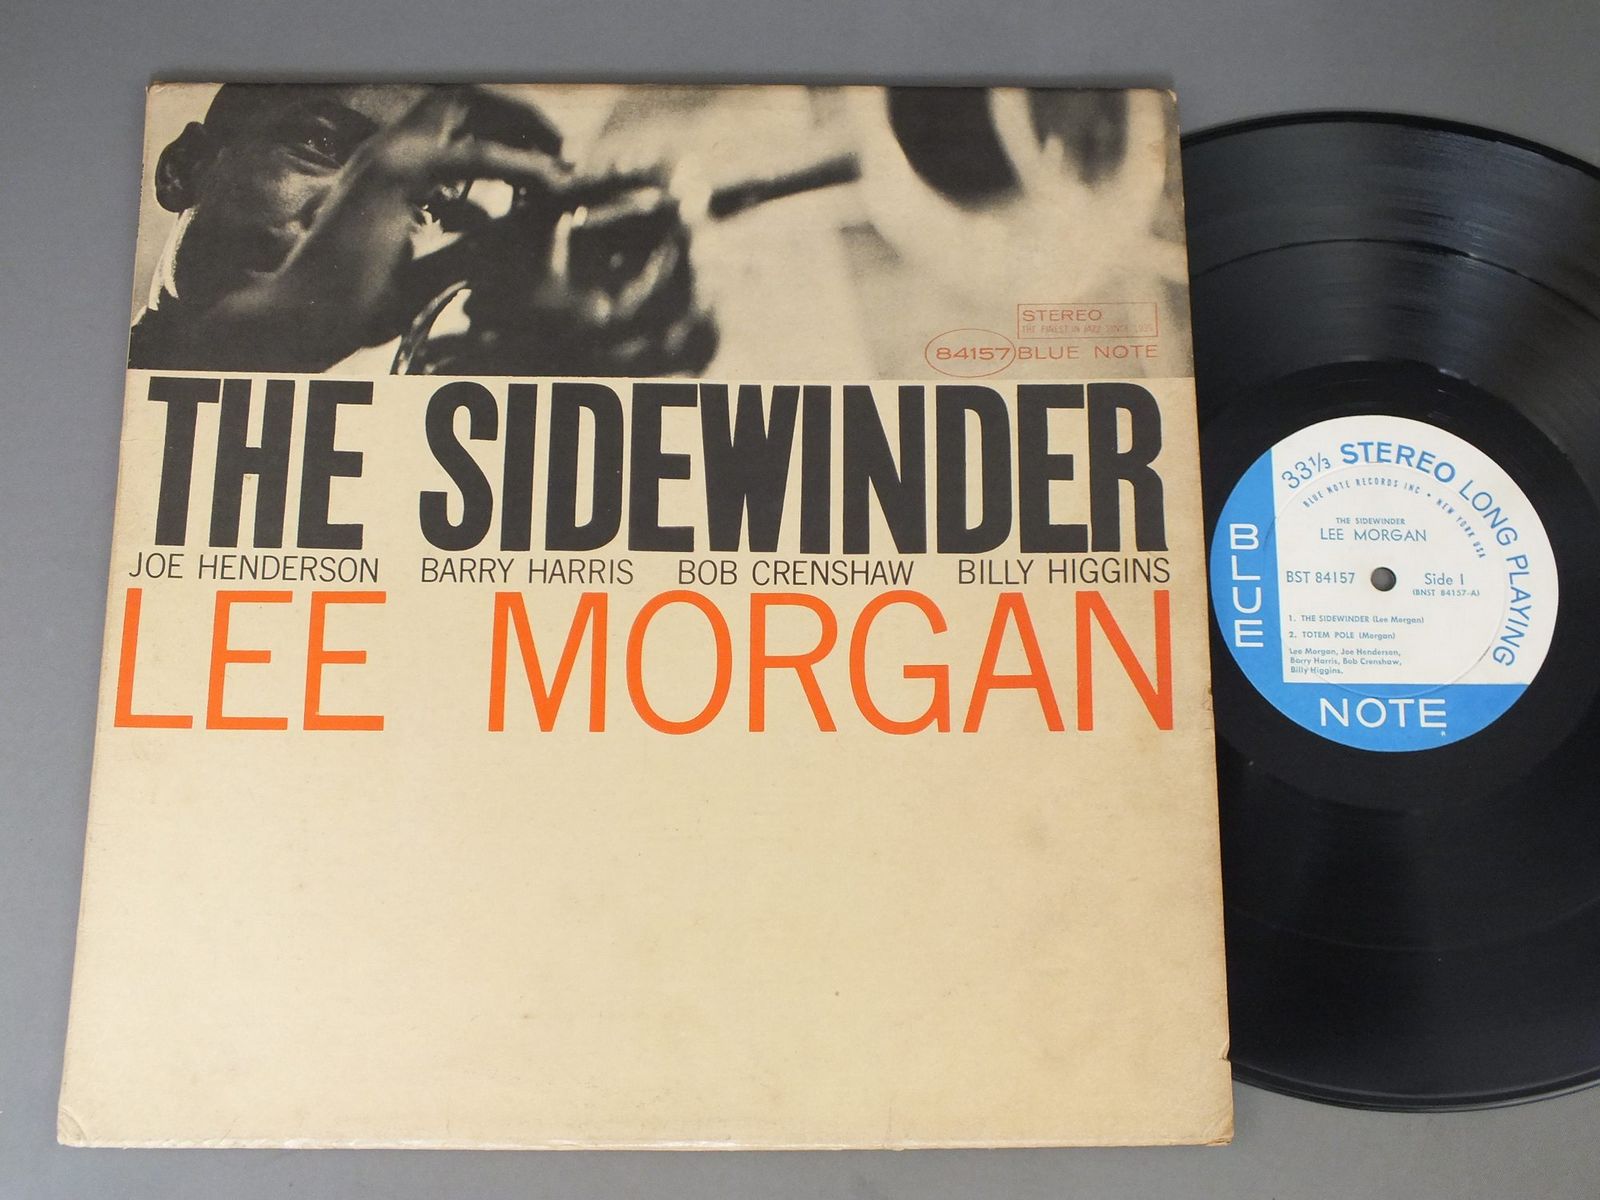 STEREO
THE FINEST IN JAZZ SINCE 1939
84157 BLUE NOTE
THE SIDEWINDER
JOE HENDERSON BARRY HARRIS BOB CRENSHAW BILLY HIGGINS
LEE MORGAN
33 1/3 STEREO LONG PLAYING
BLUE NOTE RECORDS INC • NEW YORK USA
THE SIDEWINDER
LEE MORGAN
BST 84157 Side 1
(BNST 84157-A)
1. THE SIDEWINDER (Lee Morgan)
2. TOTEM POLE (Morgan)
Lee Morgan, Joe Henderson,
Barry Harris, Bob Crenshaw,
Billy Higgins.
BLUE
NOTE